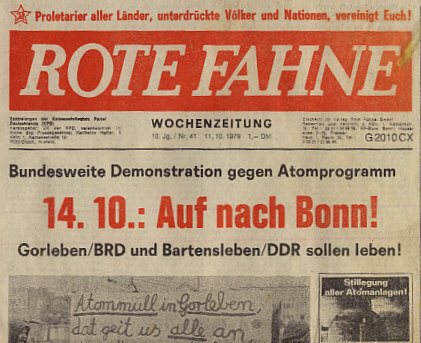 Proletarier aller Länder, unterdrückte Völker und Nationen, vereinigt Euch!
ROTE FAHNE
WOCHENZEITUNG
10. Jg. / Nr. 41 11. 10. 1979 1,— DM
G 2010 CX
Bundesweite Demonstration gegen Atomprogramm
14. 10.: Auf nach Bonn!
Gorleben/BRD und Bartensleben/DDR sollen leben!
Atommüll in Gorleben,
dat geit us alle an
Stillegung
aller Atomanlagen!